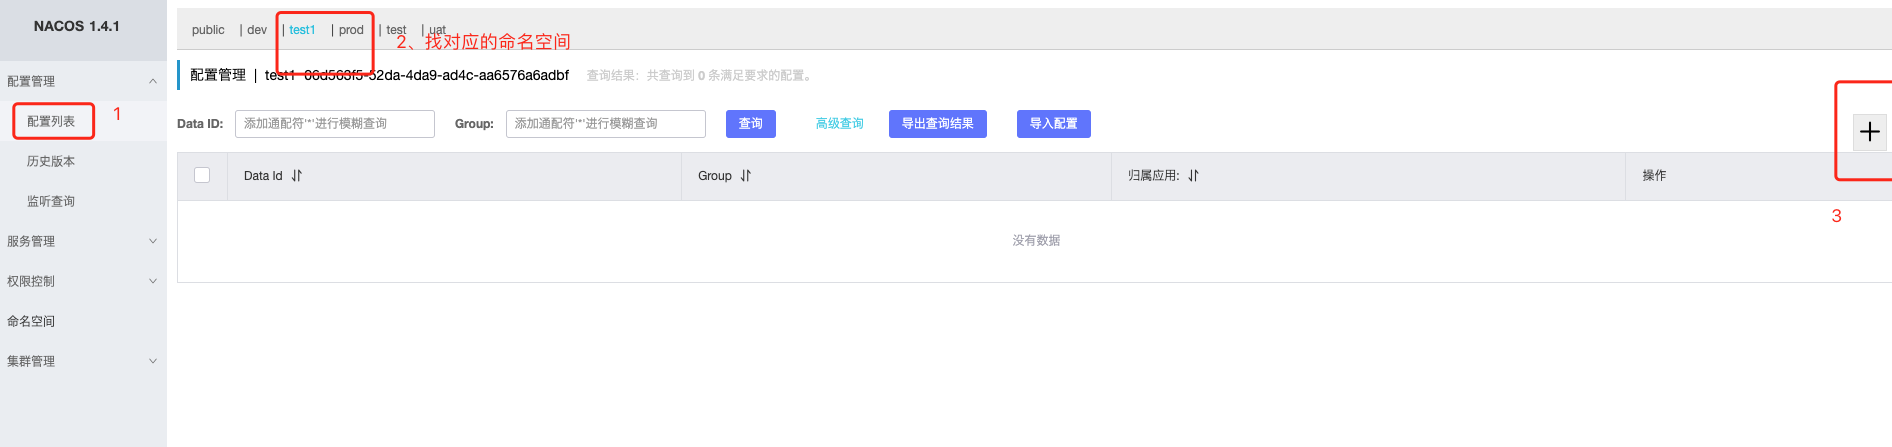 NACOS 1.4.1
配置管理
配置列表
1
历史版本
监听查询
服务管理
权限控制
命名空间
集群管理
public | dev | test1 | prod | test | uat
2、找对应的命名空间
配置管理 | test1 06d563f5-52da-4da9-ad4c-aa6576a6adbf 查询结果：共查询到 0 条满足要求的配置。
Data ID: 添加通配符'*'进行模糊查询 Group: 添加通配符'*'进行模糊查询 查询 高级查询 导出查询结果 导入配置
Data Id Group 归属应用: 操作
3
没有数据